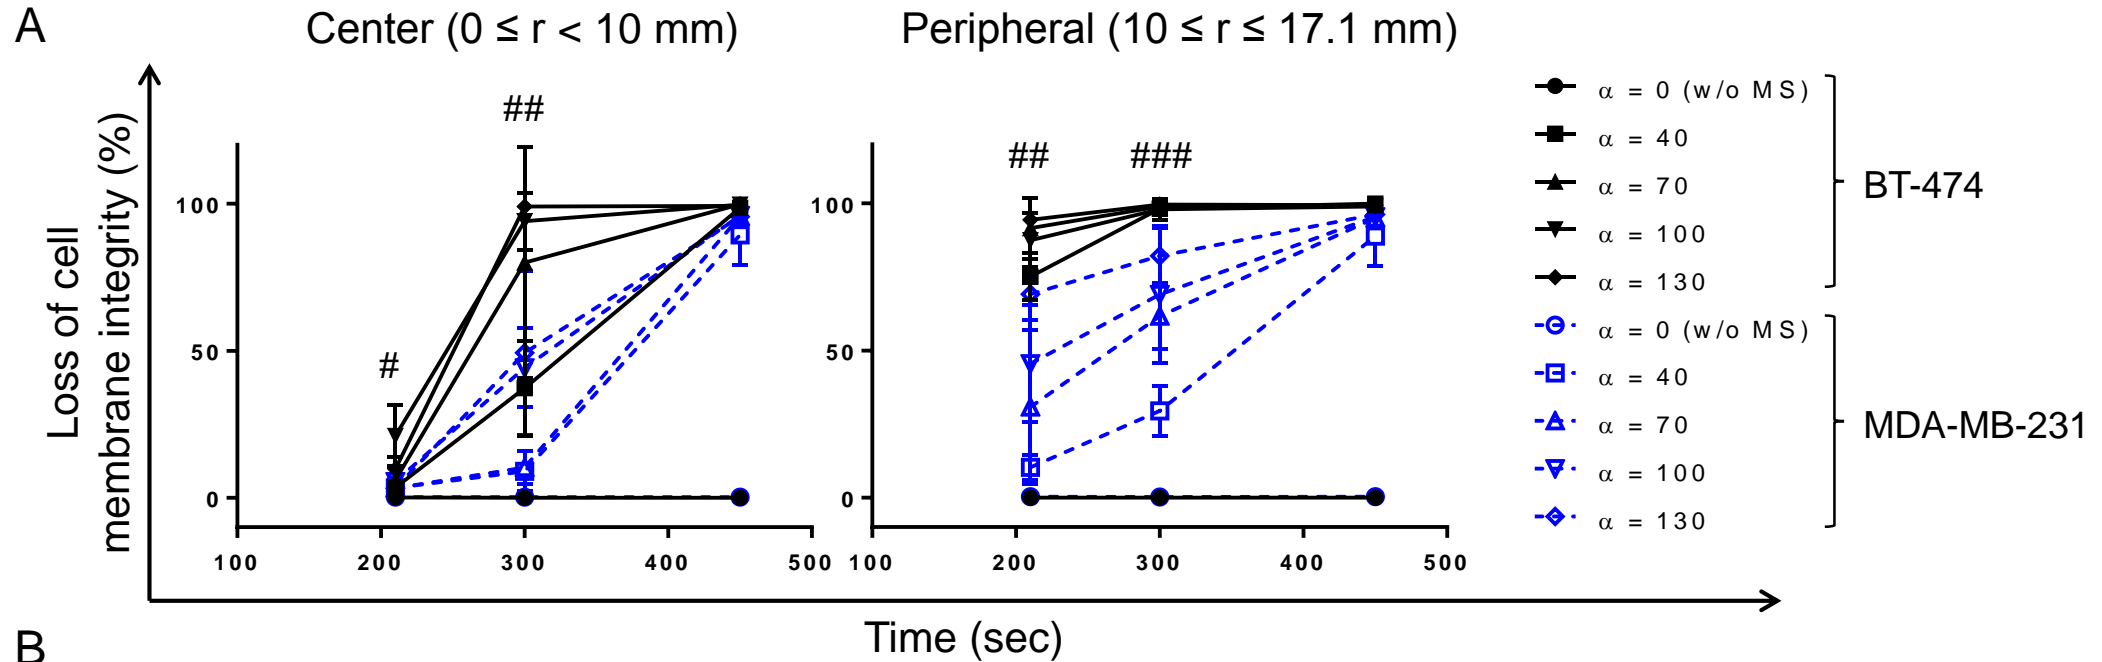 A
Center (0 ≤ r < 10 mm)
Peripheral (10 ≤ r ≤ 17.1 mm)
Loss of cell
membrane integrity (%)
#
##
100
50
0
100
200
300
400
500
##
###
100
50
0
100
200
300
400
500
α = 0 (w/o MS)
α = 40
α = 70
α = 100
α = 130
BT-474
α = 0 (w/o MS)
α = 40
α = 70
α = 100
α = 130
MDA-MB-231
Time (sec)
B